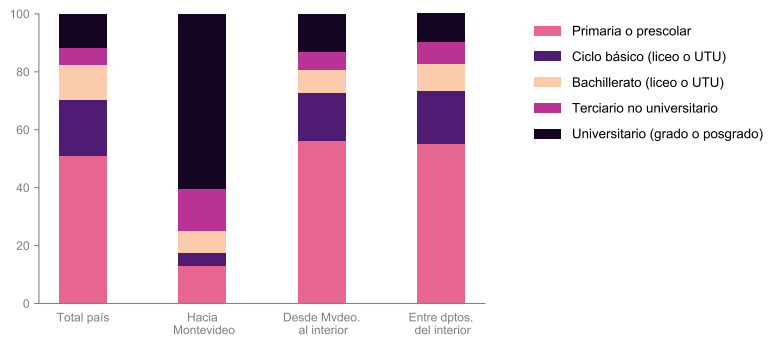 100
80
60
40
20
0
Total país
Hacia
Montevideo
Desde Mvdeo.
al interior
Entre dptos.
del interior
Primaria o prescolar
Ciclo básico (liceo o UTU)
Bachillerato (liceo o UTU)
Terciario no universitario
Universitario (grado o posgrado)